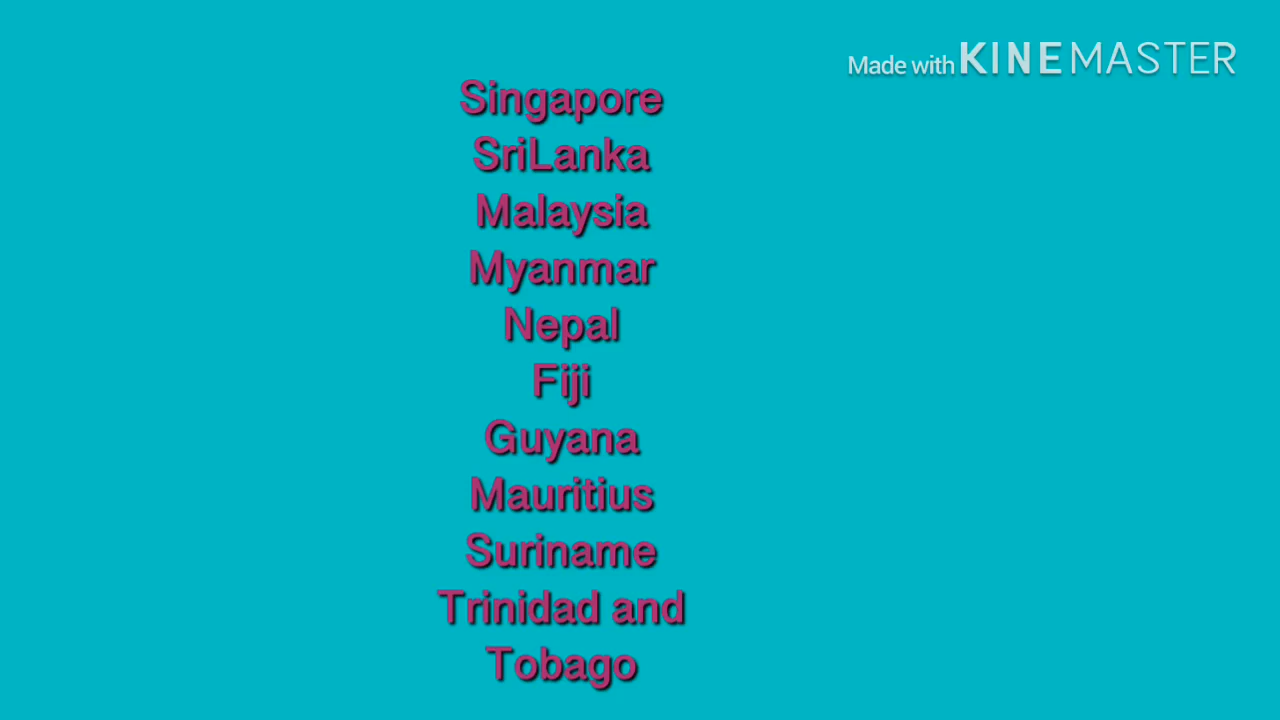 Made with KINEMASTER
Singapore
SriLanka
Malaysia
Myanmar
Nepal
Fiji
Guyana
Mauritius
Suriname
Trinidad and
Tobago